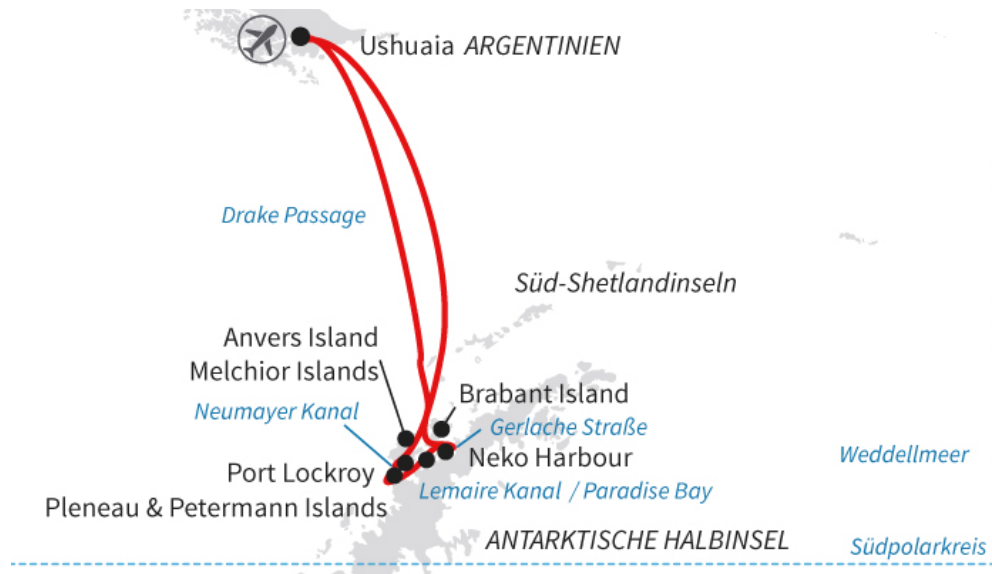 Ushuaia ARGENTINIEN
Drake Passage
Süd-Shetlandinseln
Anvers Island
Melchior Islands
Brabant Island
Neumayer Kanal
Gerlache Straße
Neko Harbour
Weddellmeer
Port Lockroy
Lemaire Kanal / Paradise Bay
Pleneau & Petermann Islands
ANTARKTISCHE HALBINSEL
Südpolarkreis